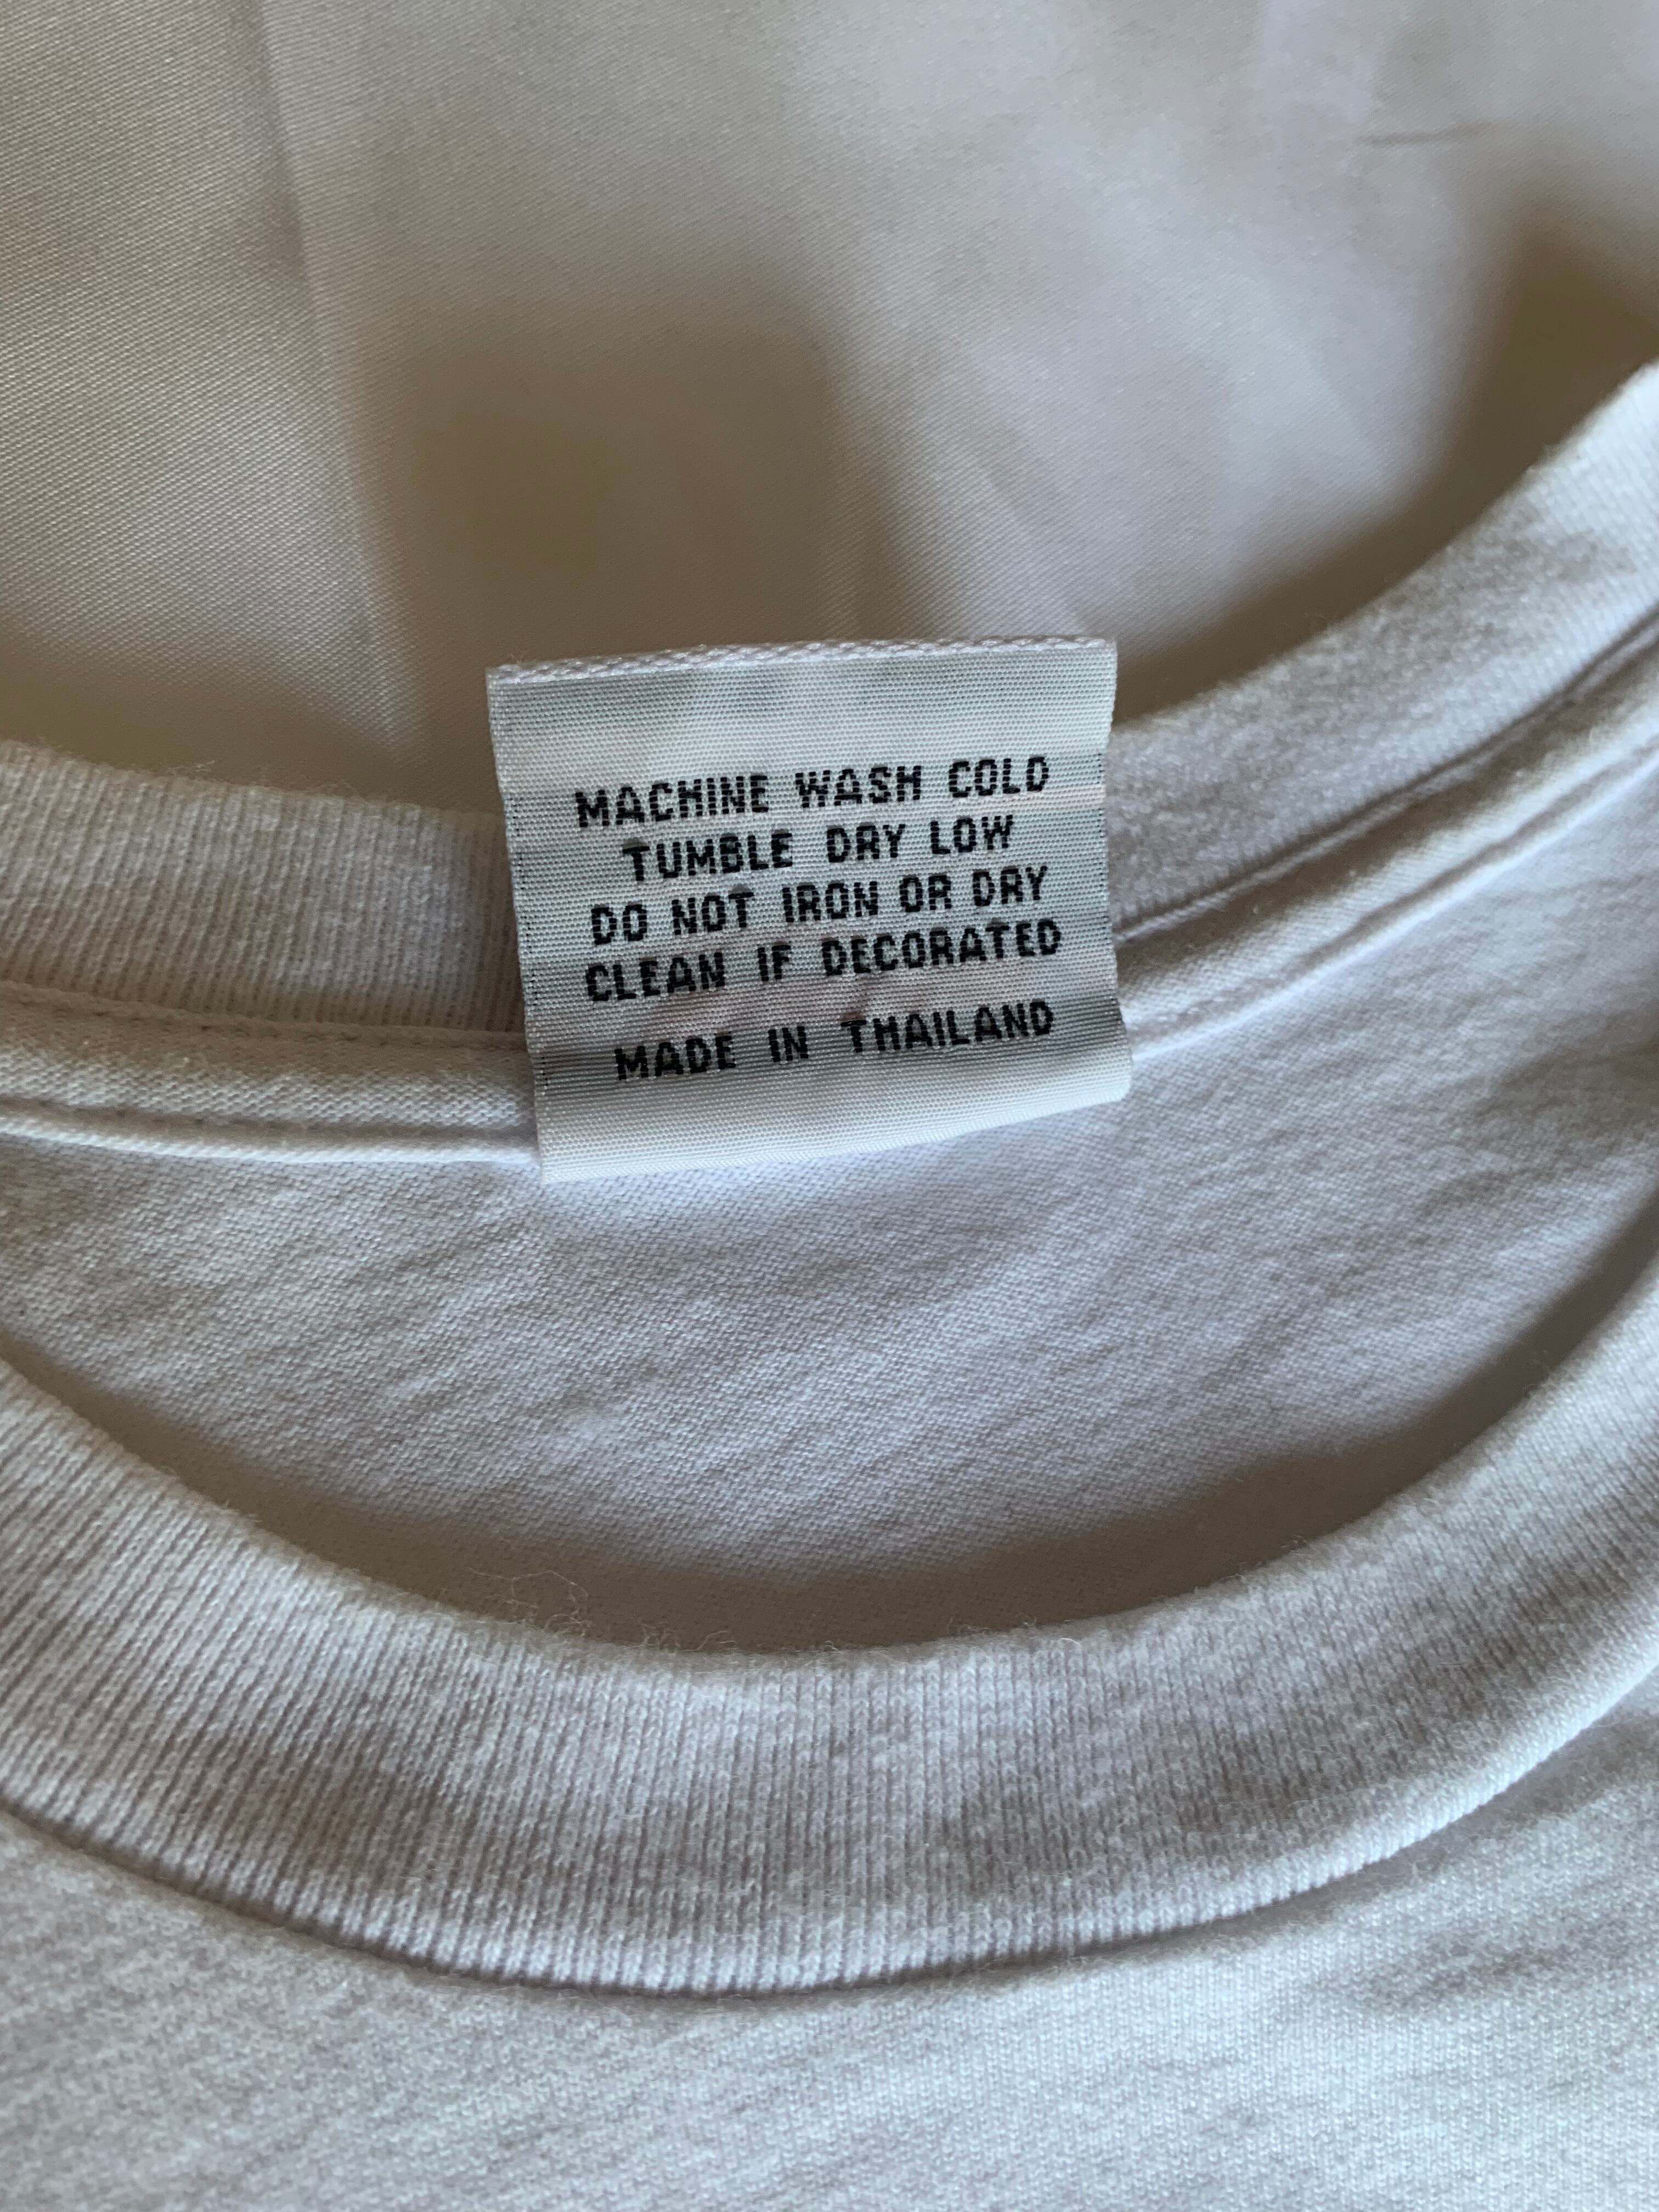 MACHINE WASH COLD
TUMBLE DRY LOW
DO NOT IRON OR DRY
CLEAN IF DECORATED
MADE IN THAILAND